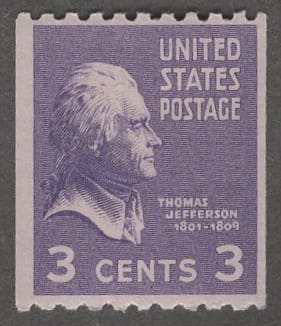 UNITED
STATES
POSTAGE
THOMAS
JEFFERSON
1801-1809
3 CENTS 3